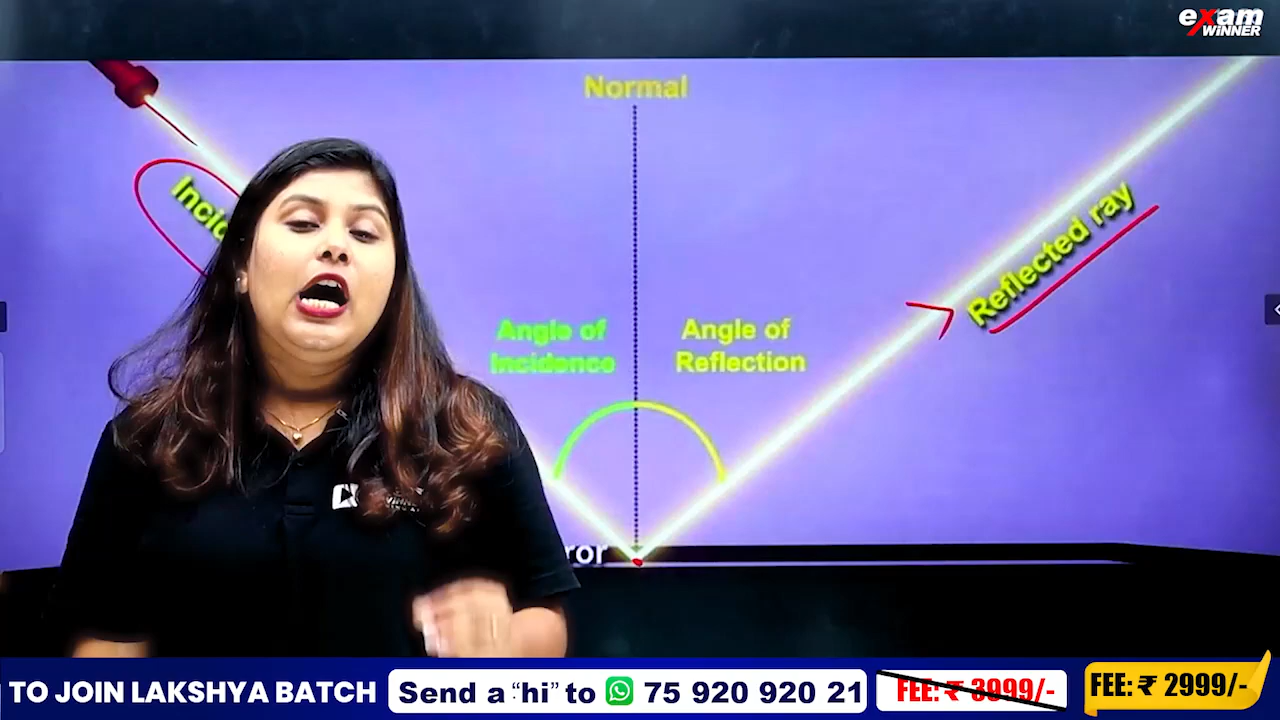 exam
WINNER
Normal
Reflected ray
Angle of
Incidence
Angle of
Reflection
TO JOIN LAKSHYA BATCH
Send a “hi” to 75 920 920 21
FEE: ₹ 3999/-
FEE: ₹ 2999/-